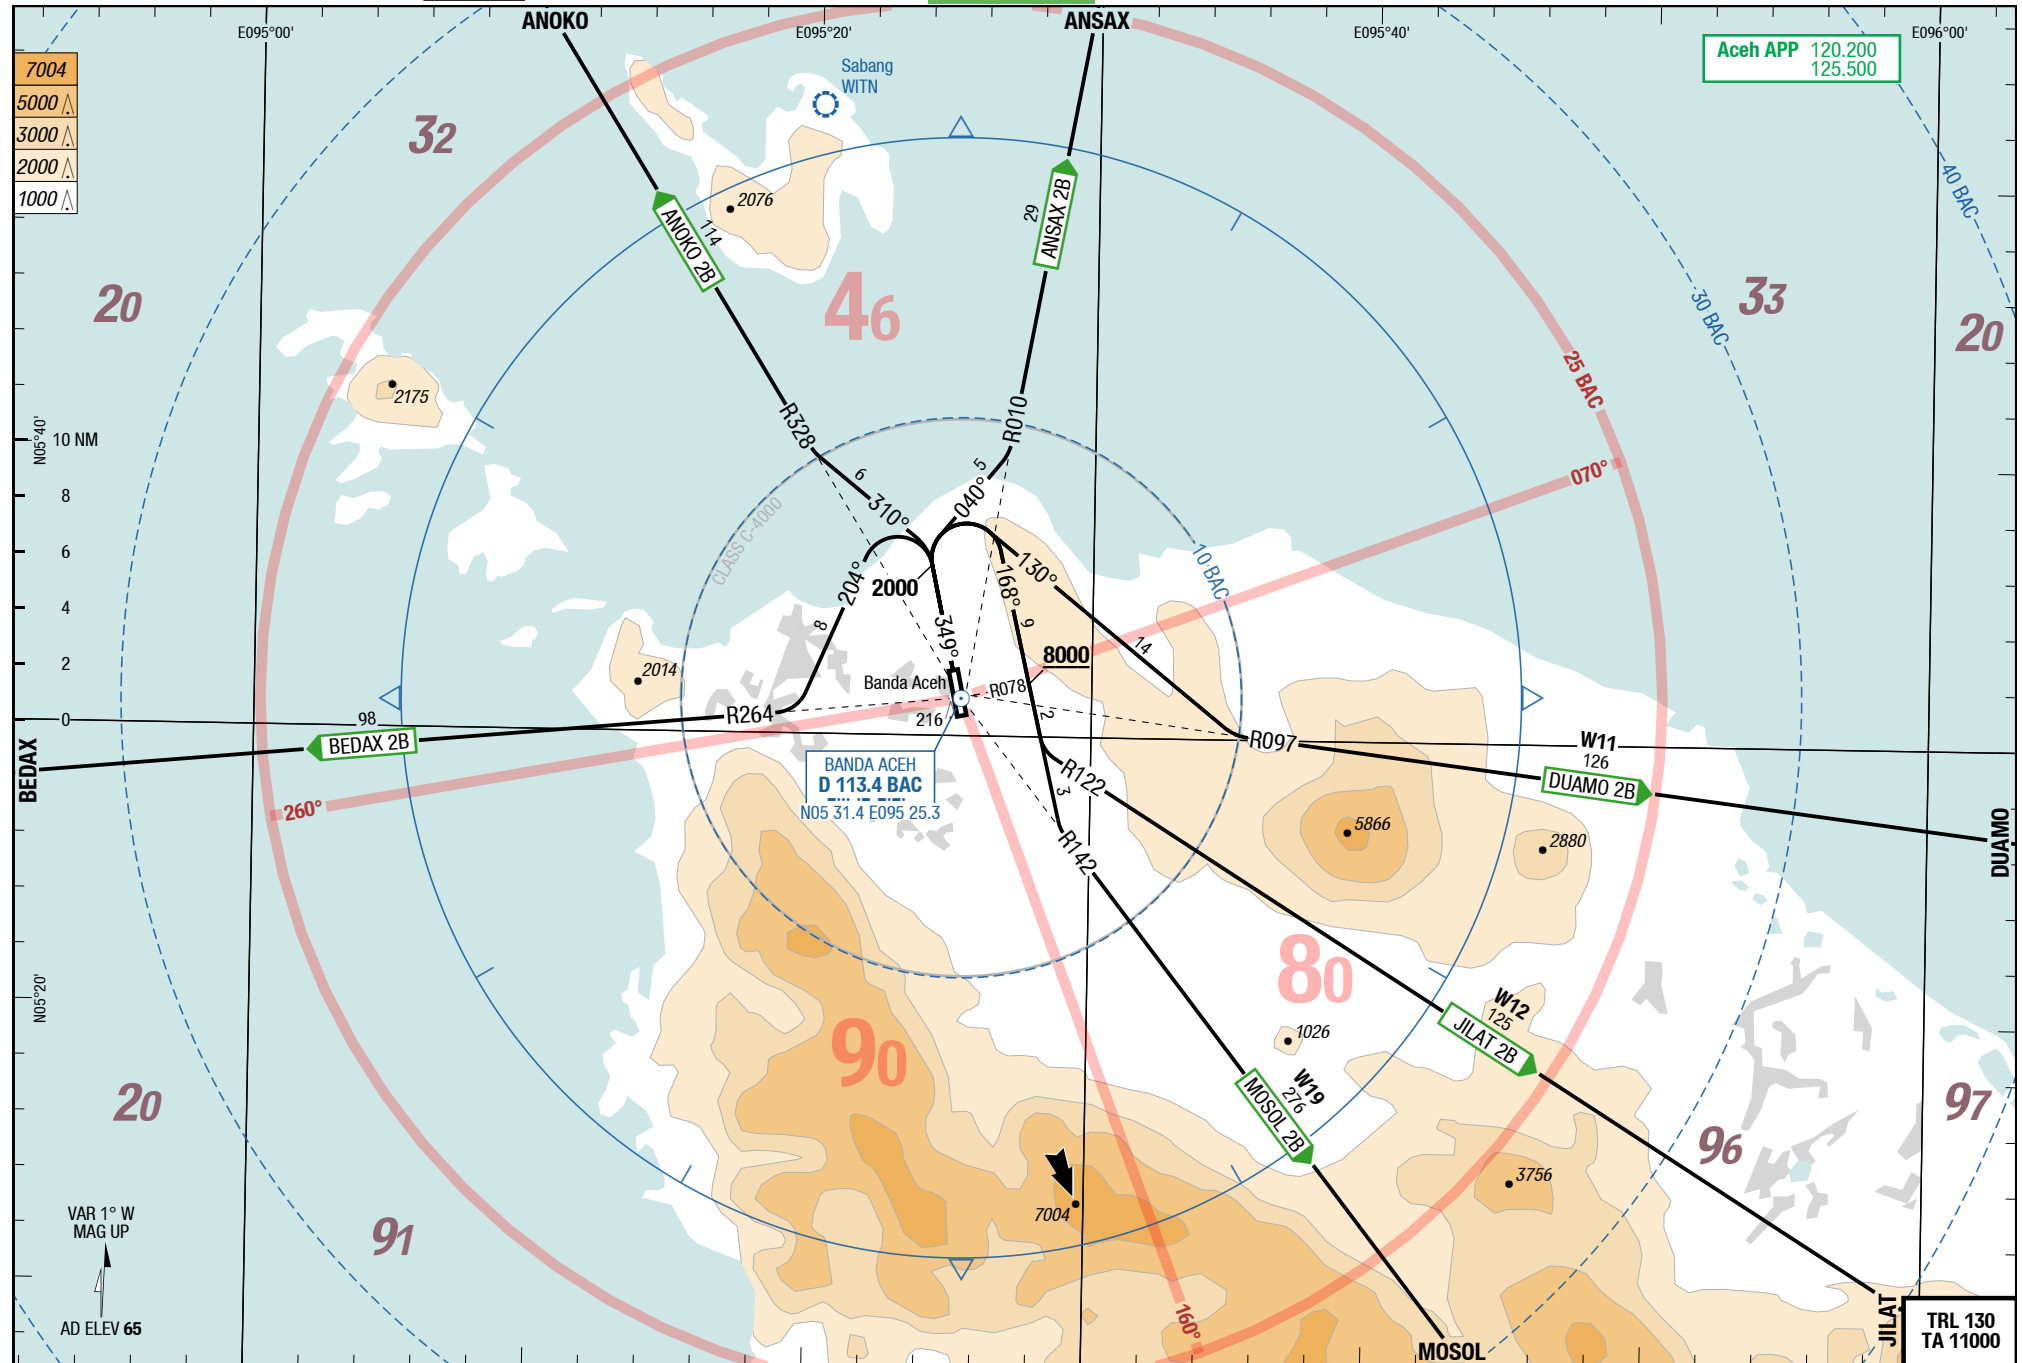 ANOKO
ANSAX
E095°00'
E095°20'
E095°40'
E096°00'
Aceh APP 120.200
125.500
7004
5000
3000
2000
1000
Sabang
WITN
32
20
46
33
20
40 BAC
30 BAC
25 BAC
070°
2076
114
ANOKO 2B
29
ANSAX 2B
2175
N05°40'
10 NM
8
6
4
2
0
R328
R010
6
310°
5
040°
CLASS C-4000
10 BAC
204°
8
2000
349°
168°
9
130°
14
8000
2014
Banda Aceh
R078
216
2
R264
R097
98
BEDAX 2B
BEDAX
W11
126
DUAMO 2B
DUAMO
BANDA ACEH
D 113.4 BAC
N05 31.4 E095 25.3
260°
R122
3
R142
5866
2880
N05°20'
90
80
1026
W12
125
JILAT 2B
W19
276
MOSOL 2B
20
97
96
3756
7004
91
VAR 1° W
MAG UP
AD ELEV 65
160°
MOSOL
JILAT
TRL 130
TA 11000